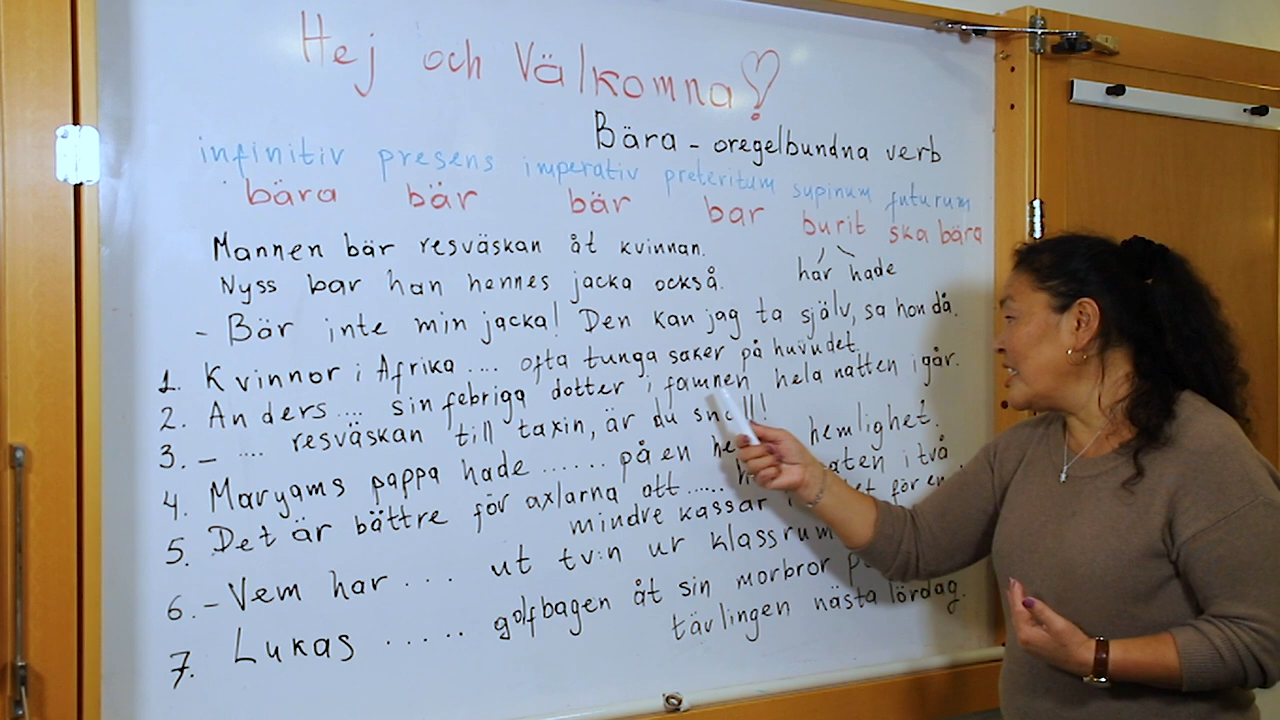 Hej och Välkomna!
Bära - oregelbundna verb
infinitiv presens imperativ preteritum supinum futurum
bära bär bär bar burit ska bära
har hade
Mannen bär resväskan åt kvinnan.
Nyss bar han hennes jacka också.
- Bär inte min jacka! Den kan jag ta själv, sa hon då.
1. Kvinnor i Afrika .... ofta tunga saker på huvudet.
2. Anders .... sin febriga dotter i famnen hela natten igår.
3. - .... resväskan till taxin, är du snäll!
4. Maryams pappa hade ...... på en hemlighet.
5. Det är bättre för axlarna att ..... i två
mindre kassar i för en
6. - Vem har ... ut tv:n ur klassrum
7. Lukas ..... golfbagen åt sin morbror
tävlingen nästa lördag.